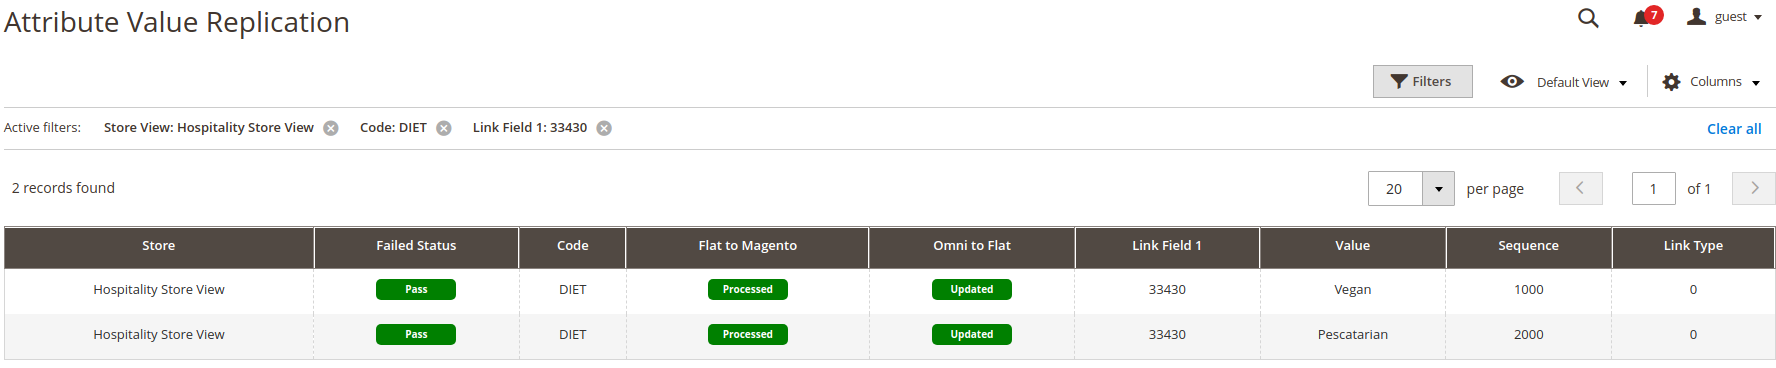 Attribute Value Replication
7
guest
Filters
Default View
Columns
Active filters: Store View: Hospitality Store View Code: DIET Link Field 1: 33430 Clear all
2 records found 20 per page 1 of 1
Store Failed Status Code Flat to Magento Omni to Flat Link Field 1 Value Sequence Link Type
Hospitality Store View Pass DIET Processed Updated 33430 Vegan 1000 0
Hospitality Store View Pass DIET Processed Updated 33430 Pescatarian 2000 0